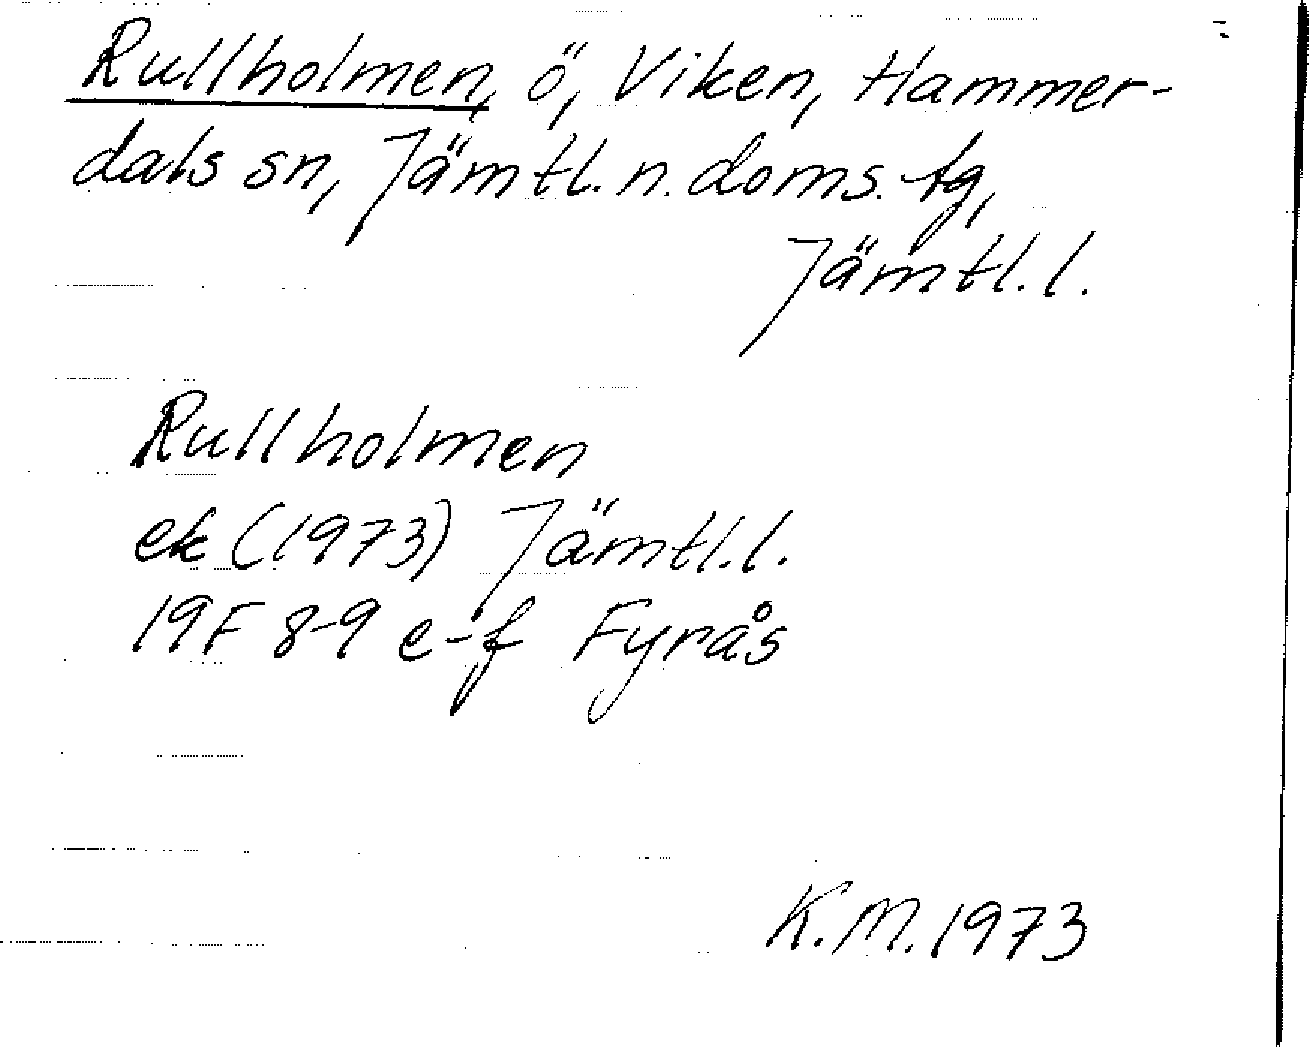 Rullholmen, ö, Viken, Hammer-
dals sn, Jämtl. n. doms. tg,
Jämtl. l.
Rullholmen
ek (1973) Jämtl. l.
19F 8-9 e-f Fyrås
K.M. 1973